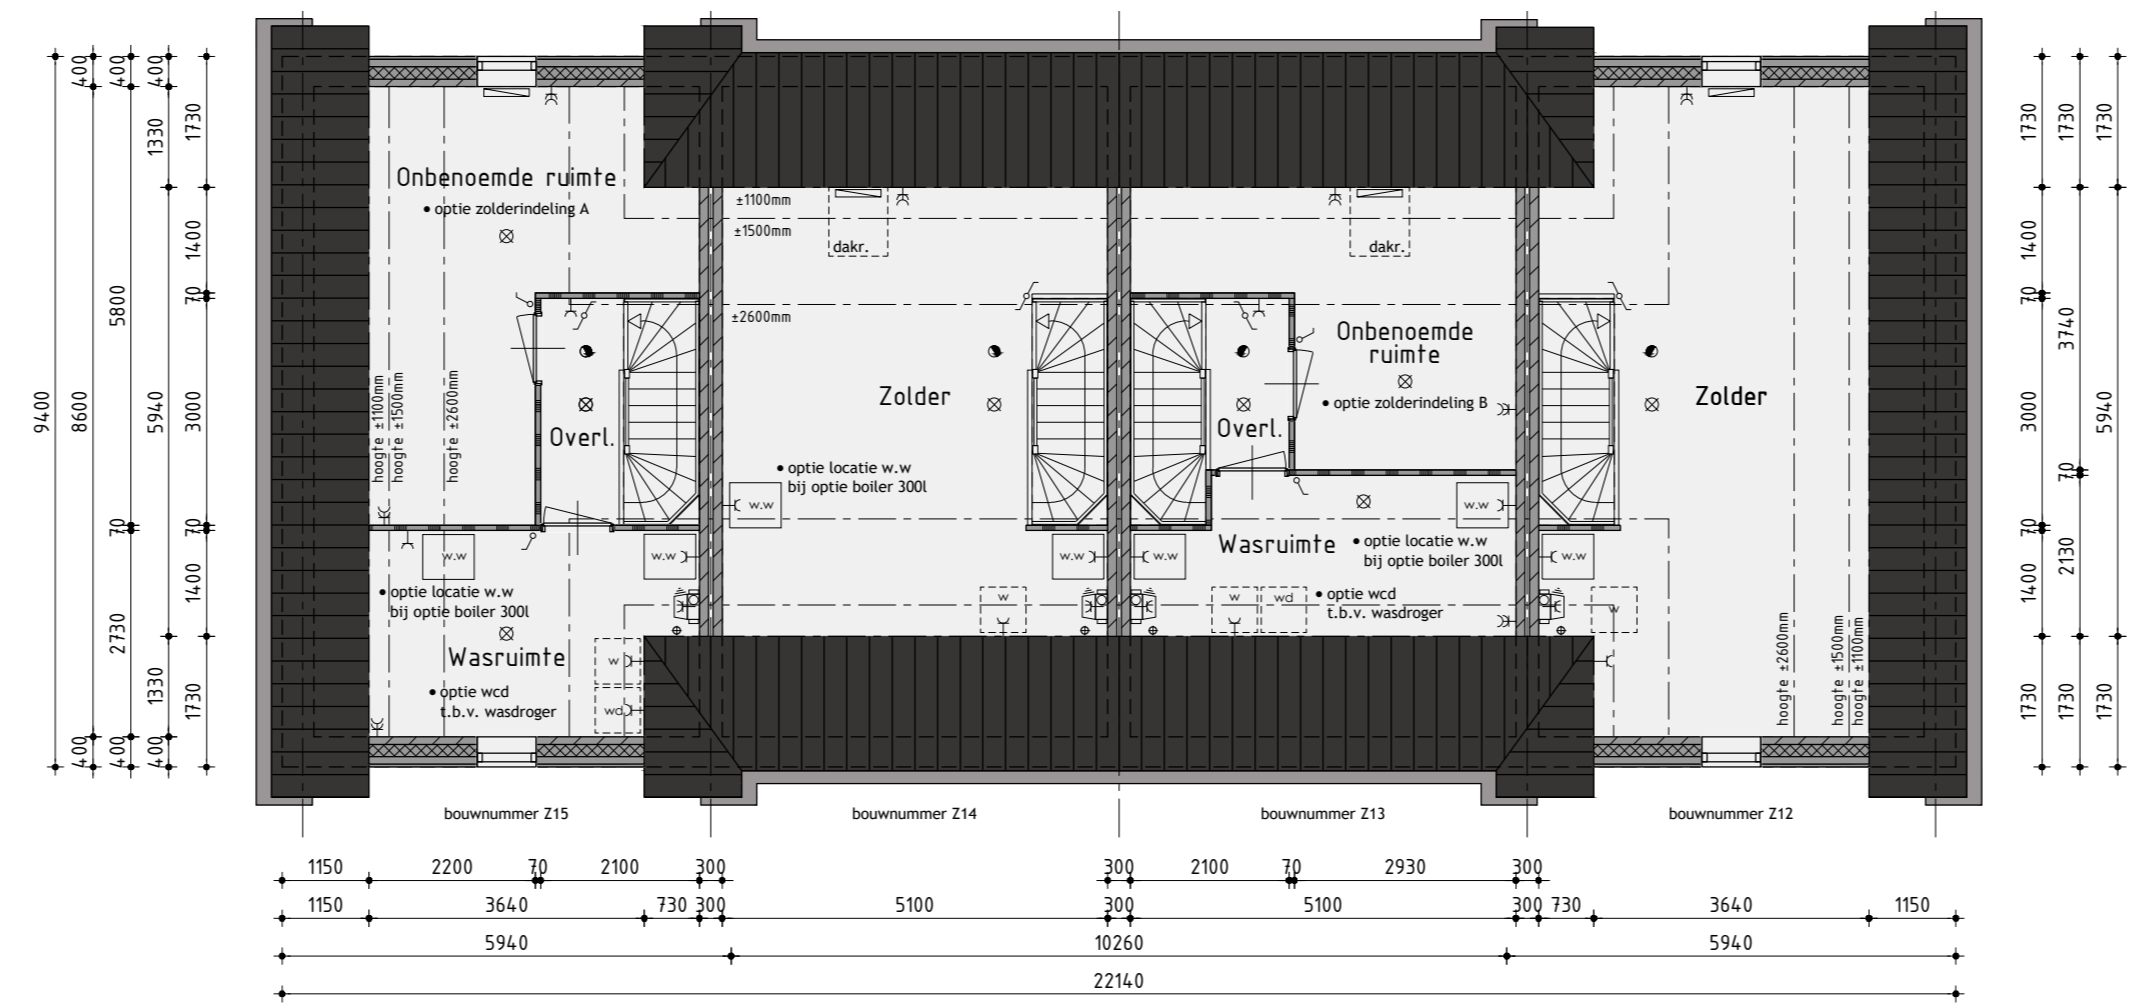 400
400
400
1730
1330
1400
70
5800
3000
5940
8600
9400
70
70
1400
2730
1330
1730
400
400
400
Onbenoemde ruimte
• optie zolderindeling A
hoogte ±1100mm
hoogte ±1500mm
hoogte ±2600mm
Overl.
w.w
w.w
• optie locatie w.w
bij optie boiler 300l
Wasruimte
• optie wcd
t.b.v. wasdroger
w
wd
±1100mm
±1500mm
±2600mm
dakr.
Zolder
• optie locatie w.w
bij optie boiler 300l
w.w
w.w
w
dakr.
Onbenoemde
ruimte
• optie zolderindeling B
Overl.
w.w
w.w
Wasruimte
• optie locatie w.w
bij optie boiler 300l
w
wd
• optie wcd
t.b.v. wasdroger
Zolder
w.w
w
hoogte ±2600mm
hoogte ±1500mm
hoogte ±1100mm
1730
1730
1730
1400
70
3740
3000
5940
70
70
2130
1400
1730
1730
1730
bouwnummer Z15
bouwnummer Z14
bouwnummer Z13
bouwnummer Z12
1150 2200 70 2100 300 300 2100 70 2930 300
1150 3640 730 300 5100 300 5100 300 730 3640 1150
5940 10260 5940
22140